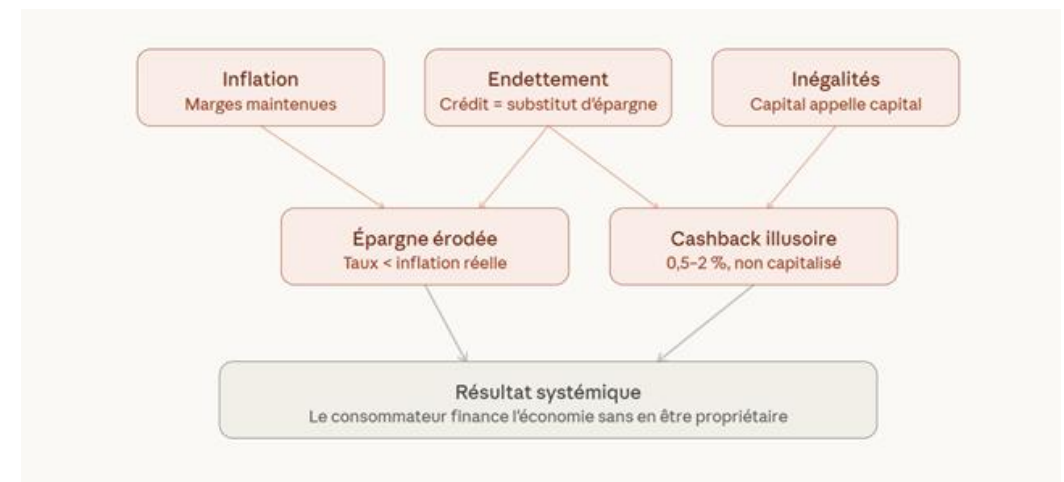 Inflation
Marges maintenues
Endettement
Crédit = substitut d'épargne
Inégalités
Capital appelle capital
Épargne érodée
Taux < inflation réelle
Cashback illusoire
0,5–2 %, non capitalisé
Résultat systémique
Le consommateur finance l'économie sans en être propriétaire